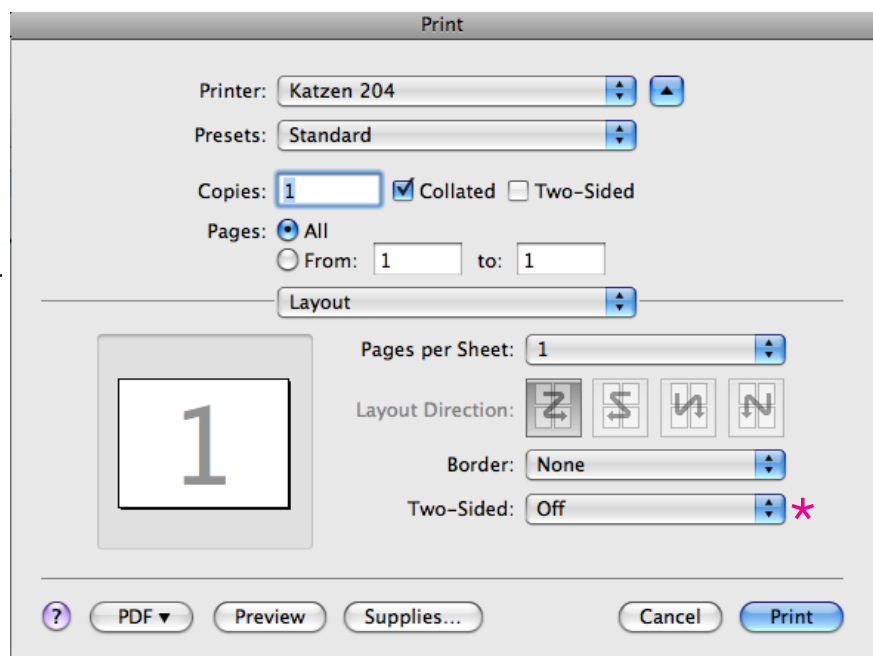 Print
Printer: Katzen 204
Presets: Standard
Copies: 1 Collated Two-Sided
Pages: All
From: 1 to: 1
Layout
Pages per Sheet: 1
1
Layout Direction:
Border: None
Two-Sided: Off *
? PDF ▼ Preview Supplies... Cancel Print